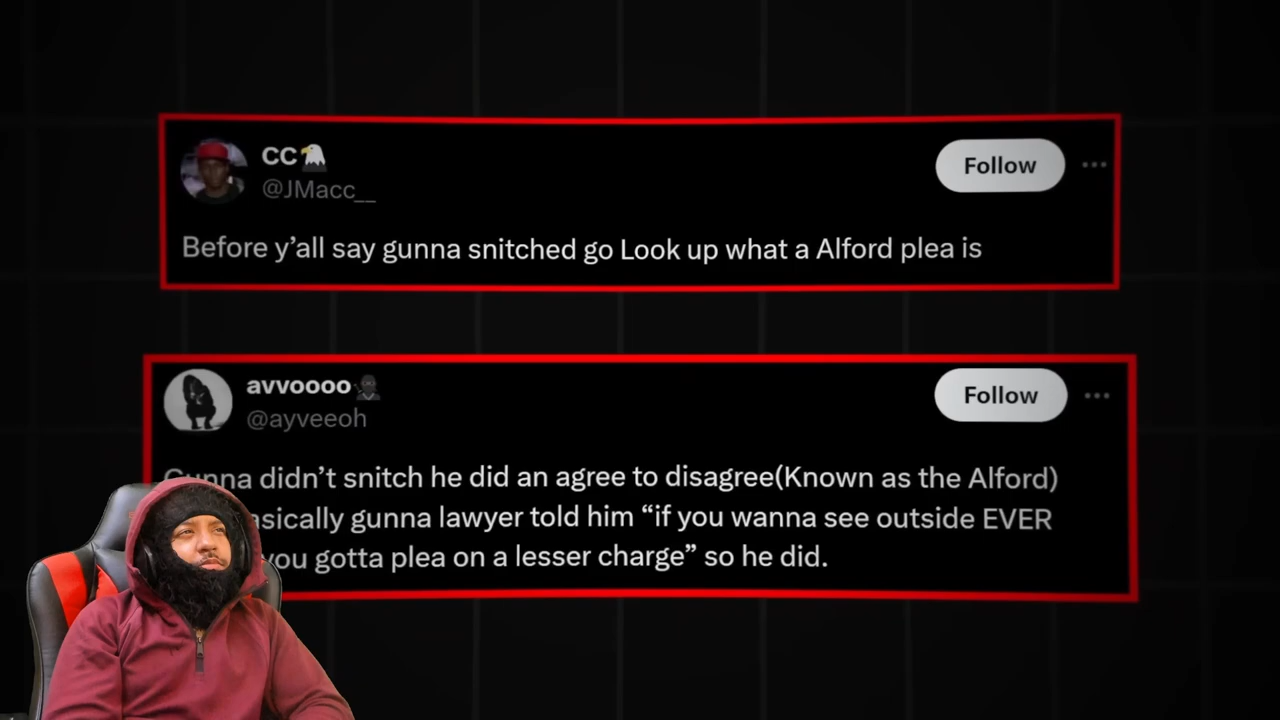 CC
@JMacc__
Follow
Before y'all say gunna snitched go Look up what a Alford plea is
avvoooo
@ayveeoh
Follow
didn't snitch he did an agree to disagree(Known as the Alford)
gunna lawyer told him “if you wanna see outside EVER
you gotta plea on a lesser charge” so he did.